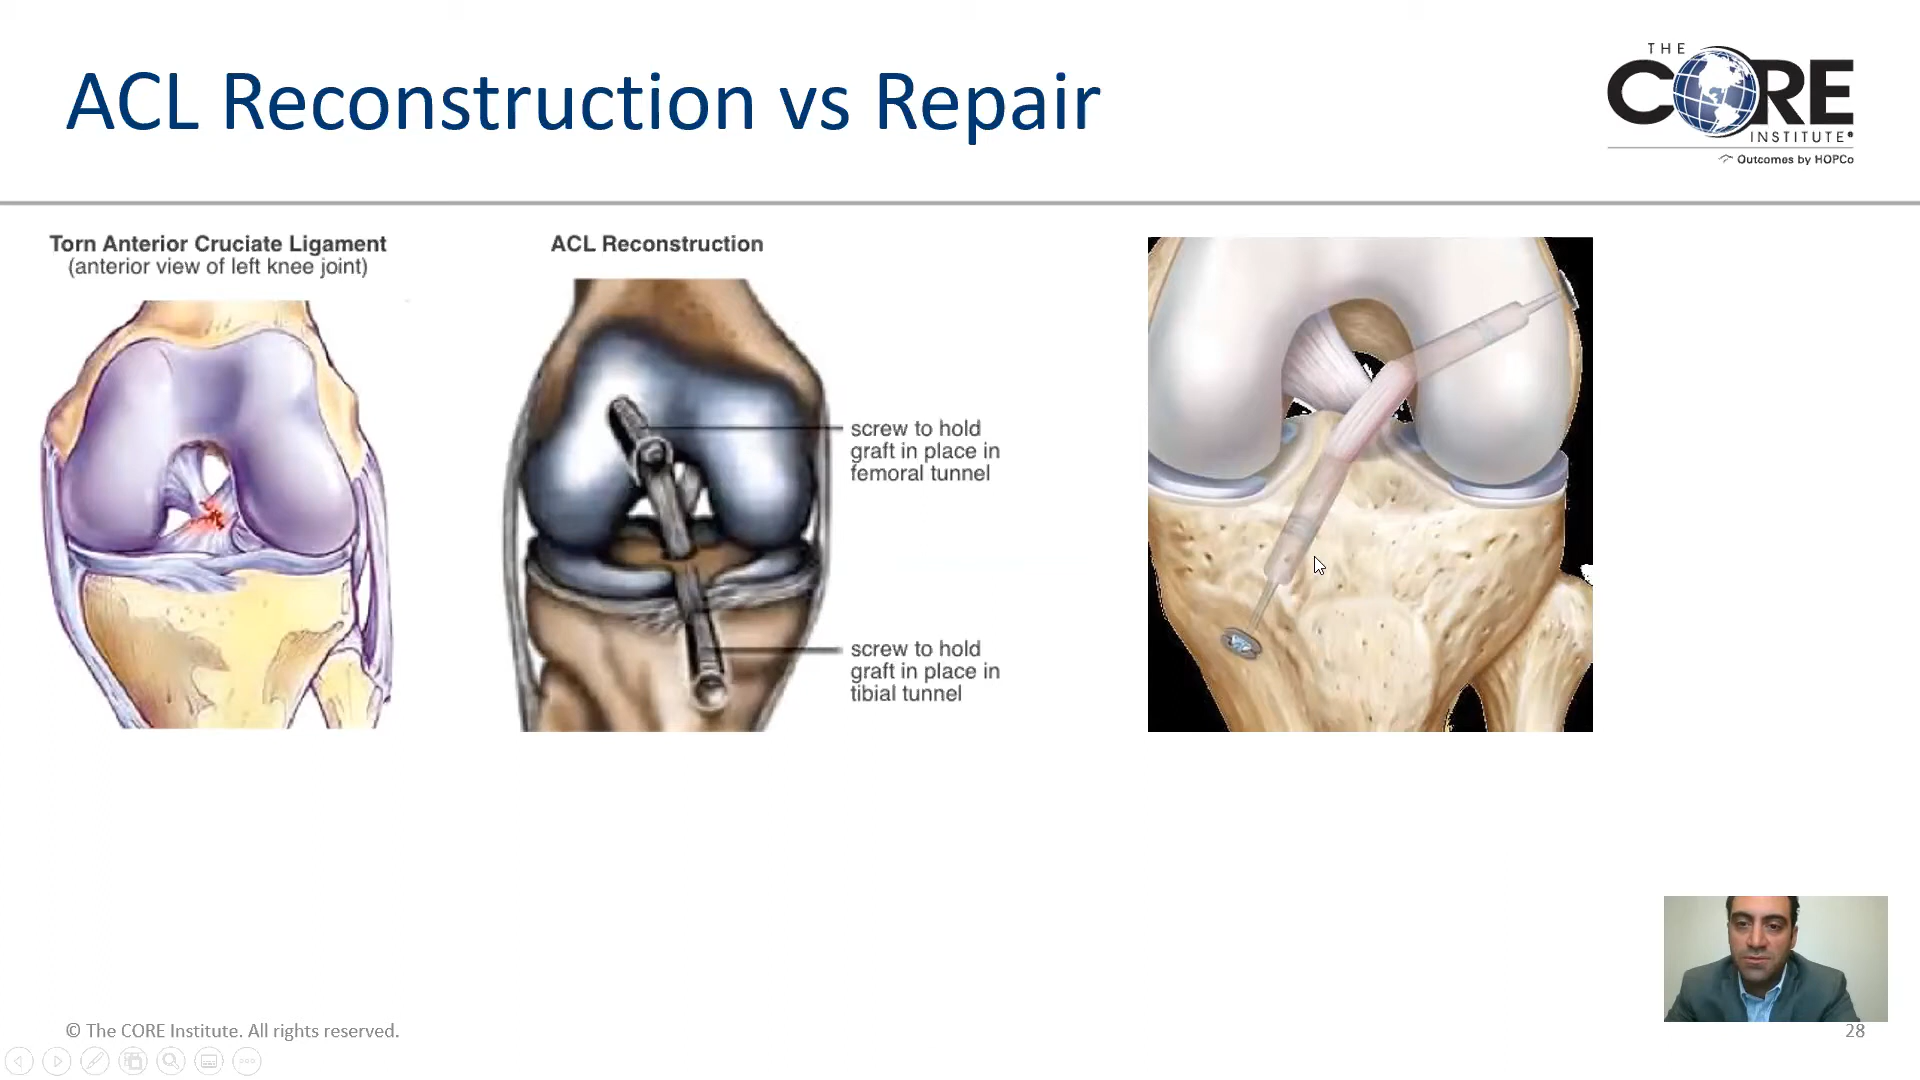 ACL Reconstruction vs Repair
THE
CORE
INSTITUTE®
Outcomes by HOPCo
Torn Anterior Cruciate Ligament
(anterior view of left knee joint)
ACL Reconstruction
screw to hold
graft in place in
femoral tunnel
screw to hold
graft in place in
tibial tunnel
© The CORE Institute. All rights reserved.
28